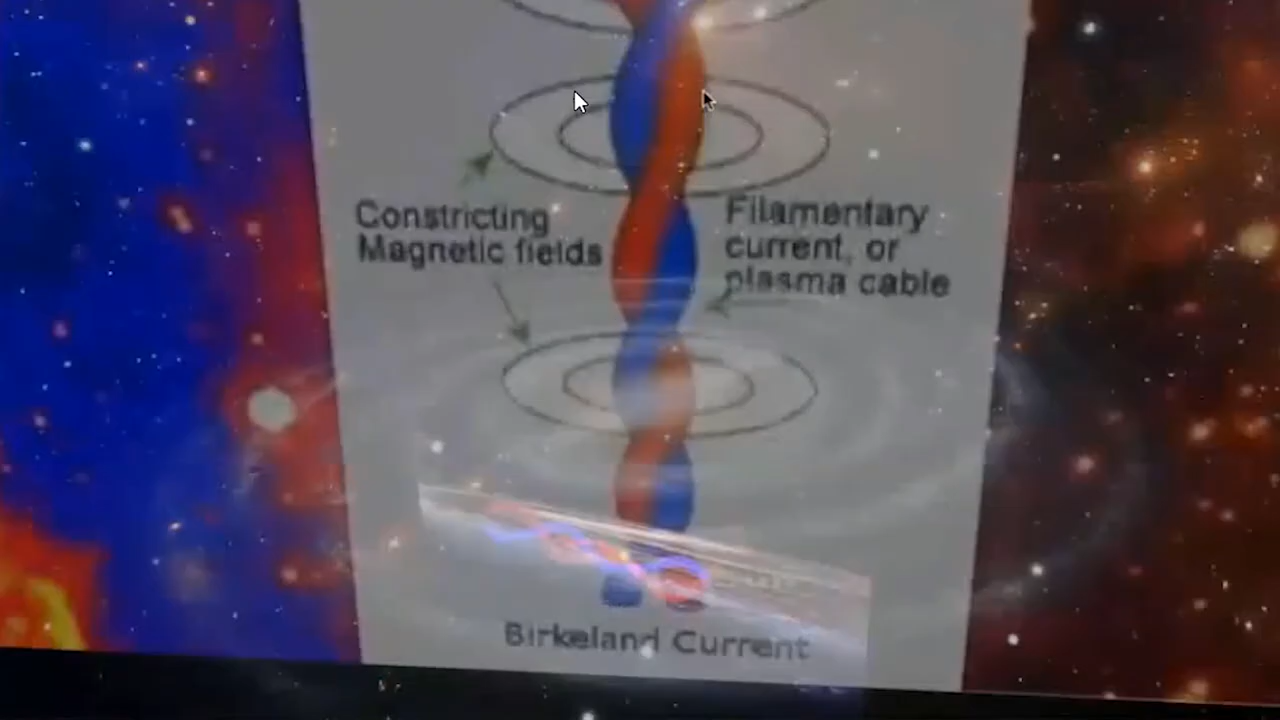 Constricting
Magnetic fields
Filamentary
current, or
plasma cable
Birkeland Current